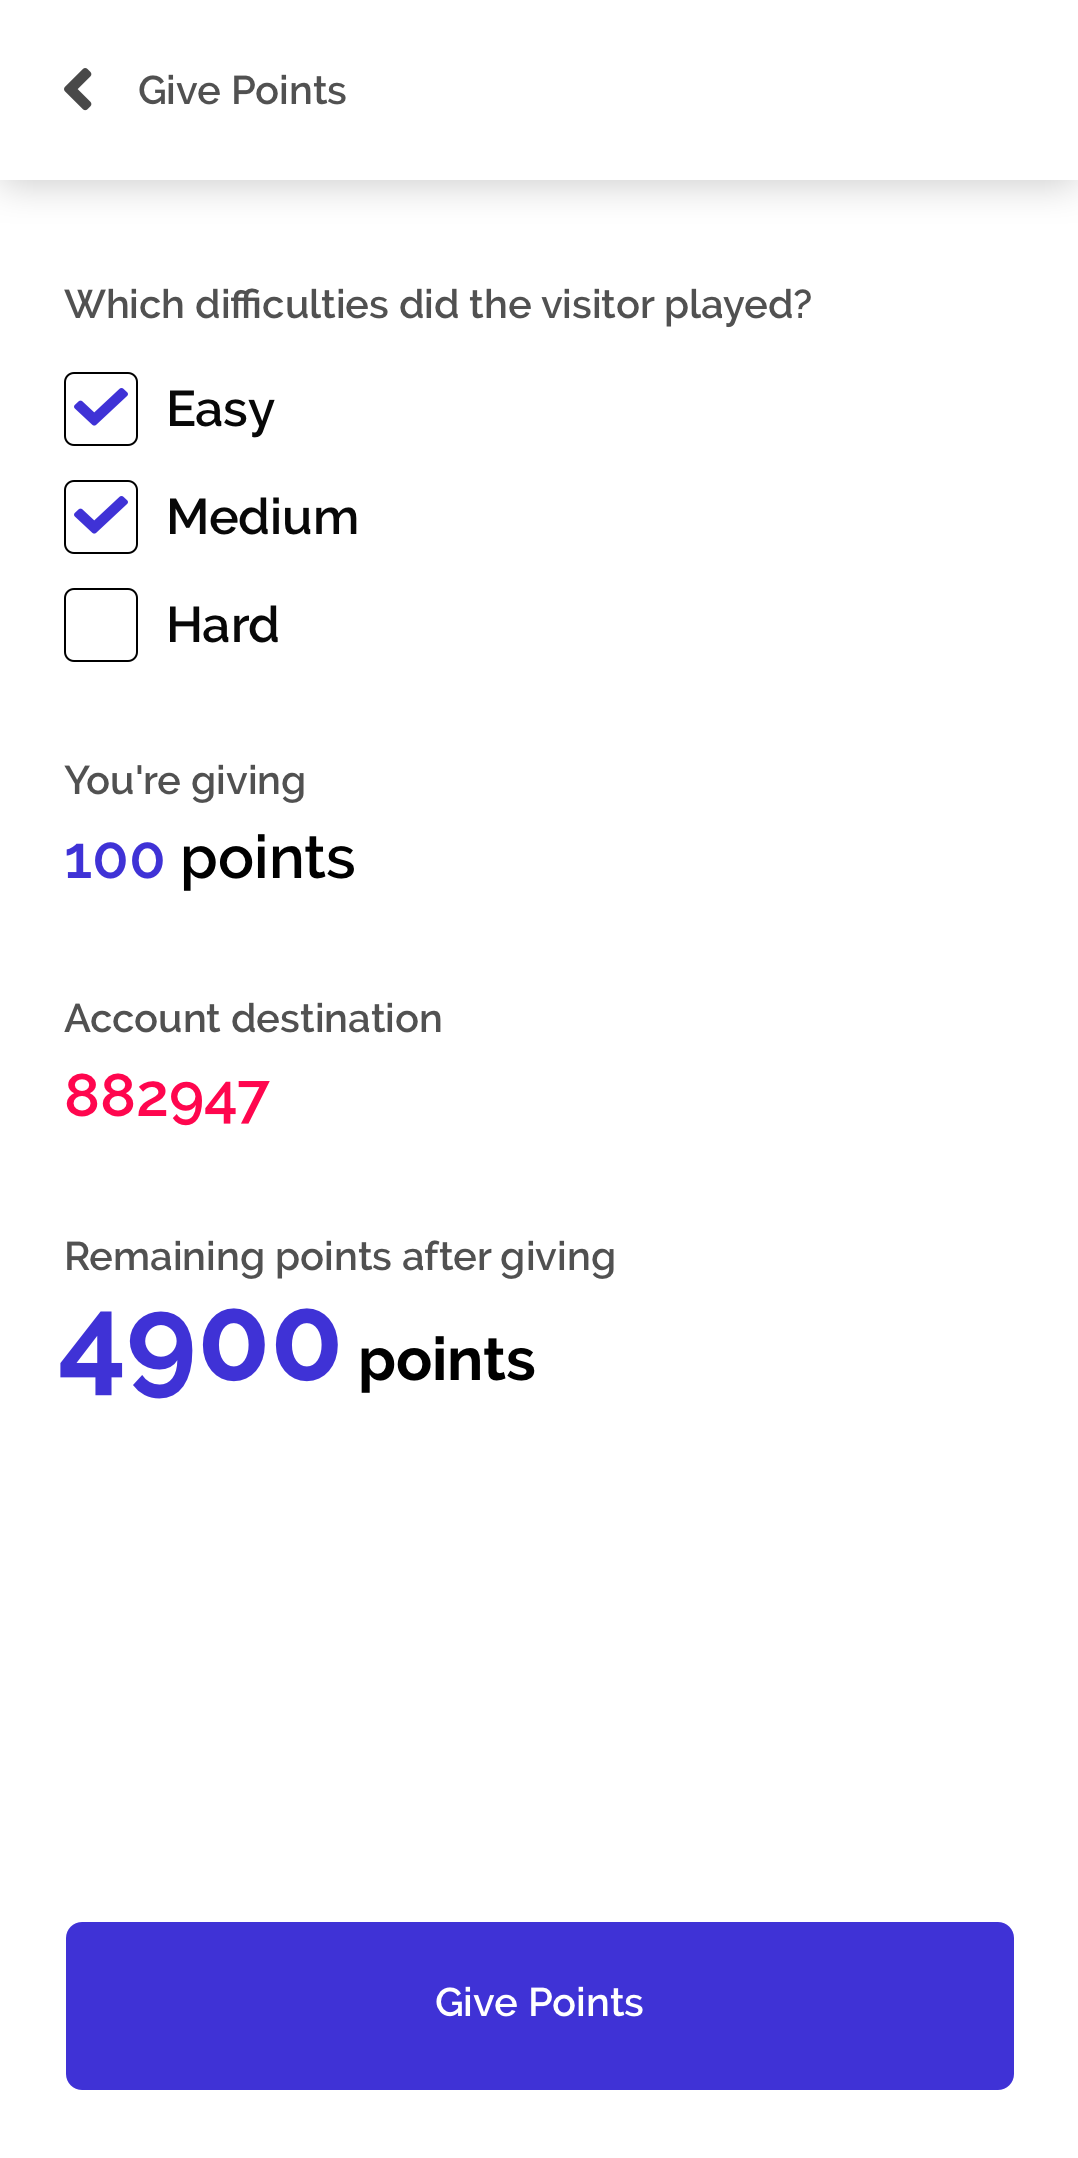 Give Points
Which difficulties did the visitor played?
Easy
Medium
Hard
You're giving
100 points
Account destination
882947
Remaining points after giving
4900 points
Give Points